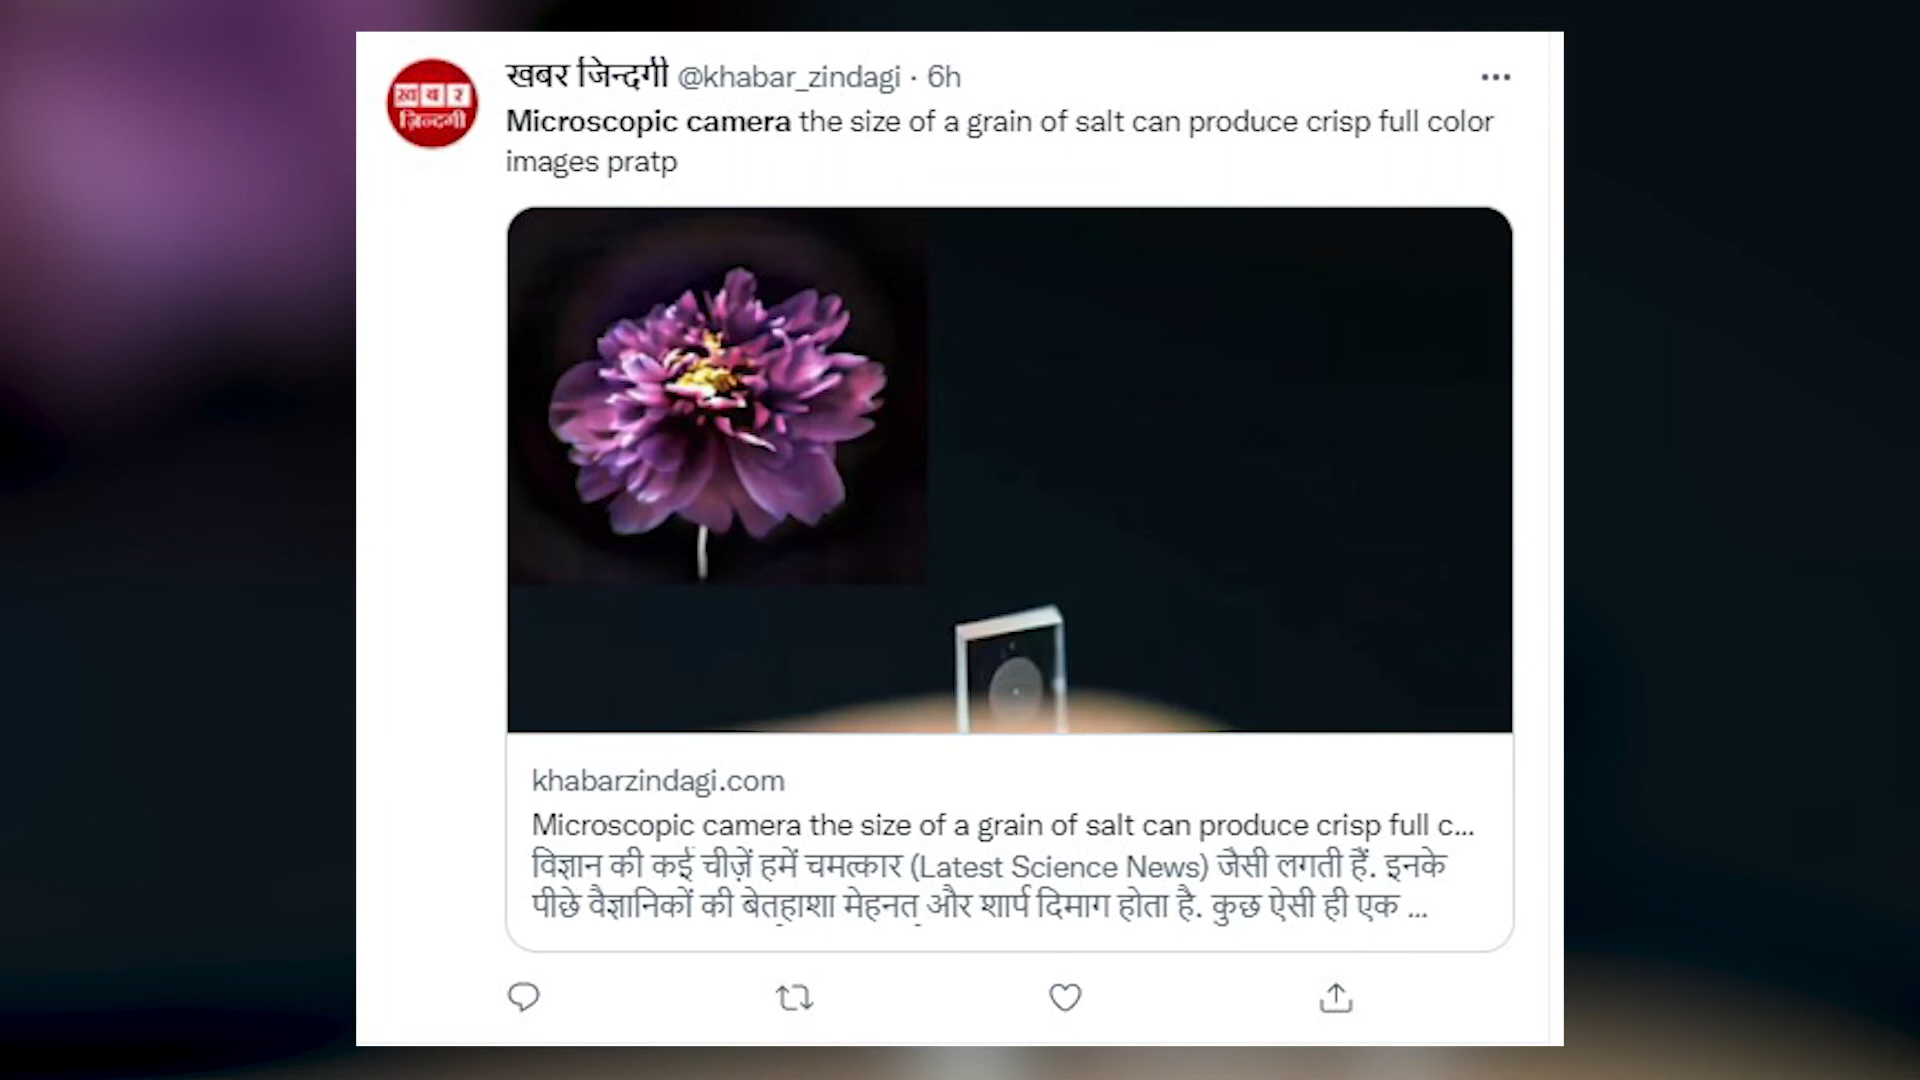 खबर जिन्दगी @khabar_zindagi · 6h
ख ब र
ज़िन्दगी
Microscopic camera the size of a grain of salt can produce crisp full color
images pratp
khabarzindagi.com
Microscopic camera the size of a grain of salt can produce crisp full c...
विज्ञान की कई चीज़ें हमें चमत्कार (Latest Science News) जैसी लगती हैं. इनके
पीछे वैज्ञानिकों की बेतहाशा मेहनत और शार्प दिमाग होता है. कुछ ऐसी ही एक ...